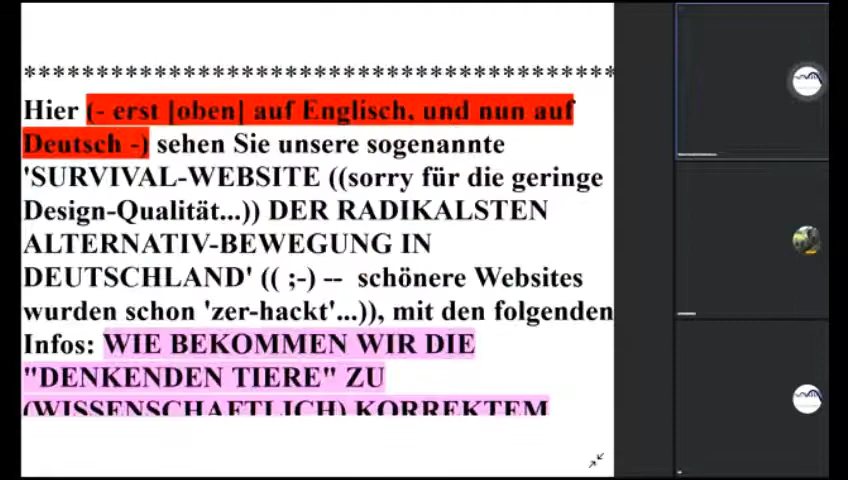 *****************************************
Hier (- erst [oben] auf Englisch, und nun auf
Deutsch -) sehen Sie unsere sogenannte
'SURVIVAL-WEBSITE ((sorry für die geringe
Design-Qualität...)) DER RADIKALSTEN
ALTERNATIV-BEWEGUNG IN
DEUTSCHLAND' (( ;-) -- schönere Websites
wurden schon 'zer-hackt'...)), mit den folgenden
Infos: WIE BEKOMMEN WIR DIE
"DENKENDEN TIERE" ZU
(WISSENSCHAFTLICH) KORREKTEM